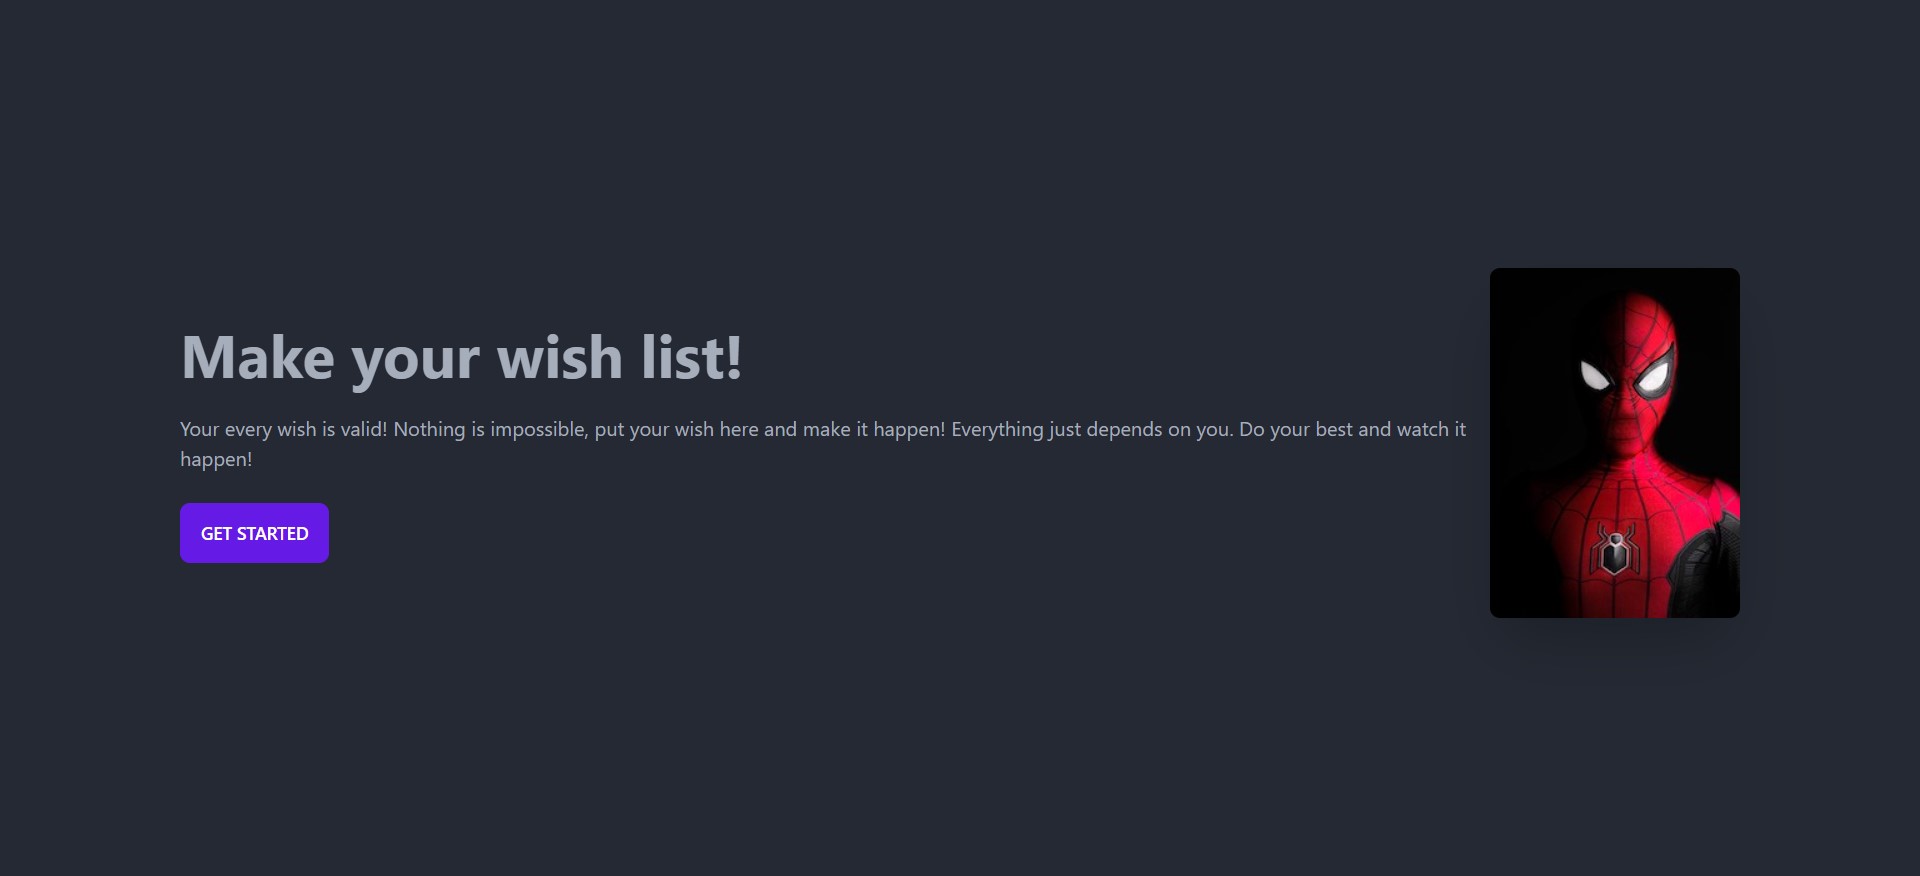 Make your wish list!
Your every wish is valid! Nothing is impossible, put your wish here and make it happen! Everything just depends on you. Do your best and watch it
happen!
GET STARTED